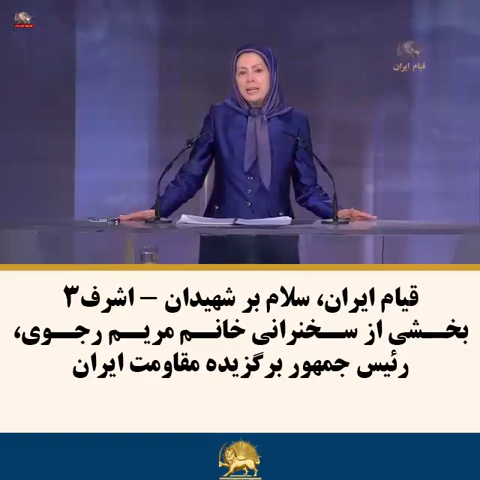 قیام ایران
قیام ایران، سلام بر شهیدان – اشرف۳
بخشی از سخنرانی خانم مریم رجوی،
رئیس جمهور برگزیده مقاومت ایران